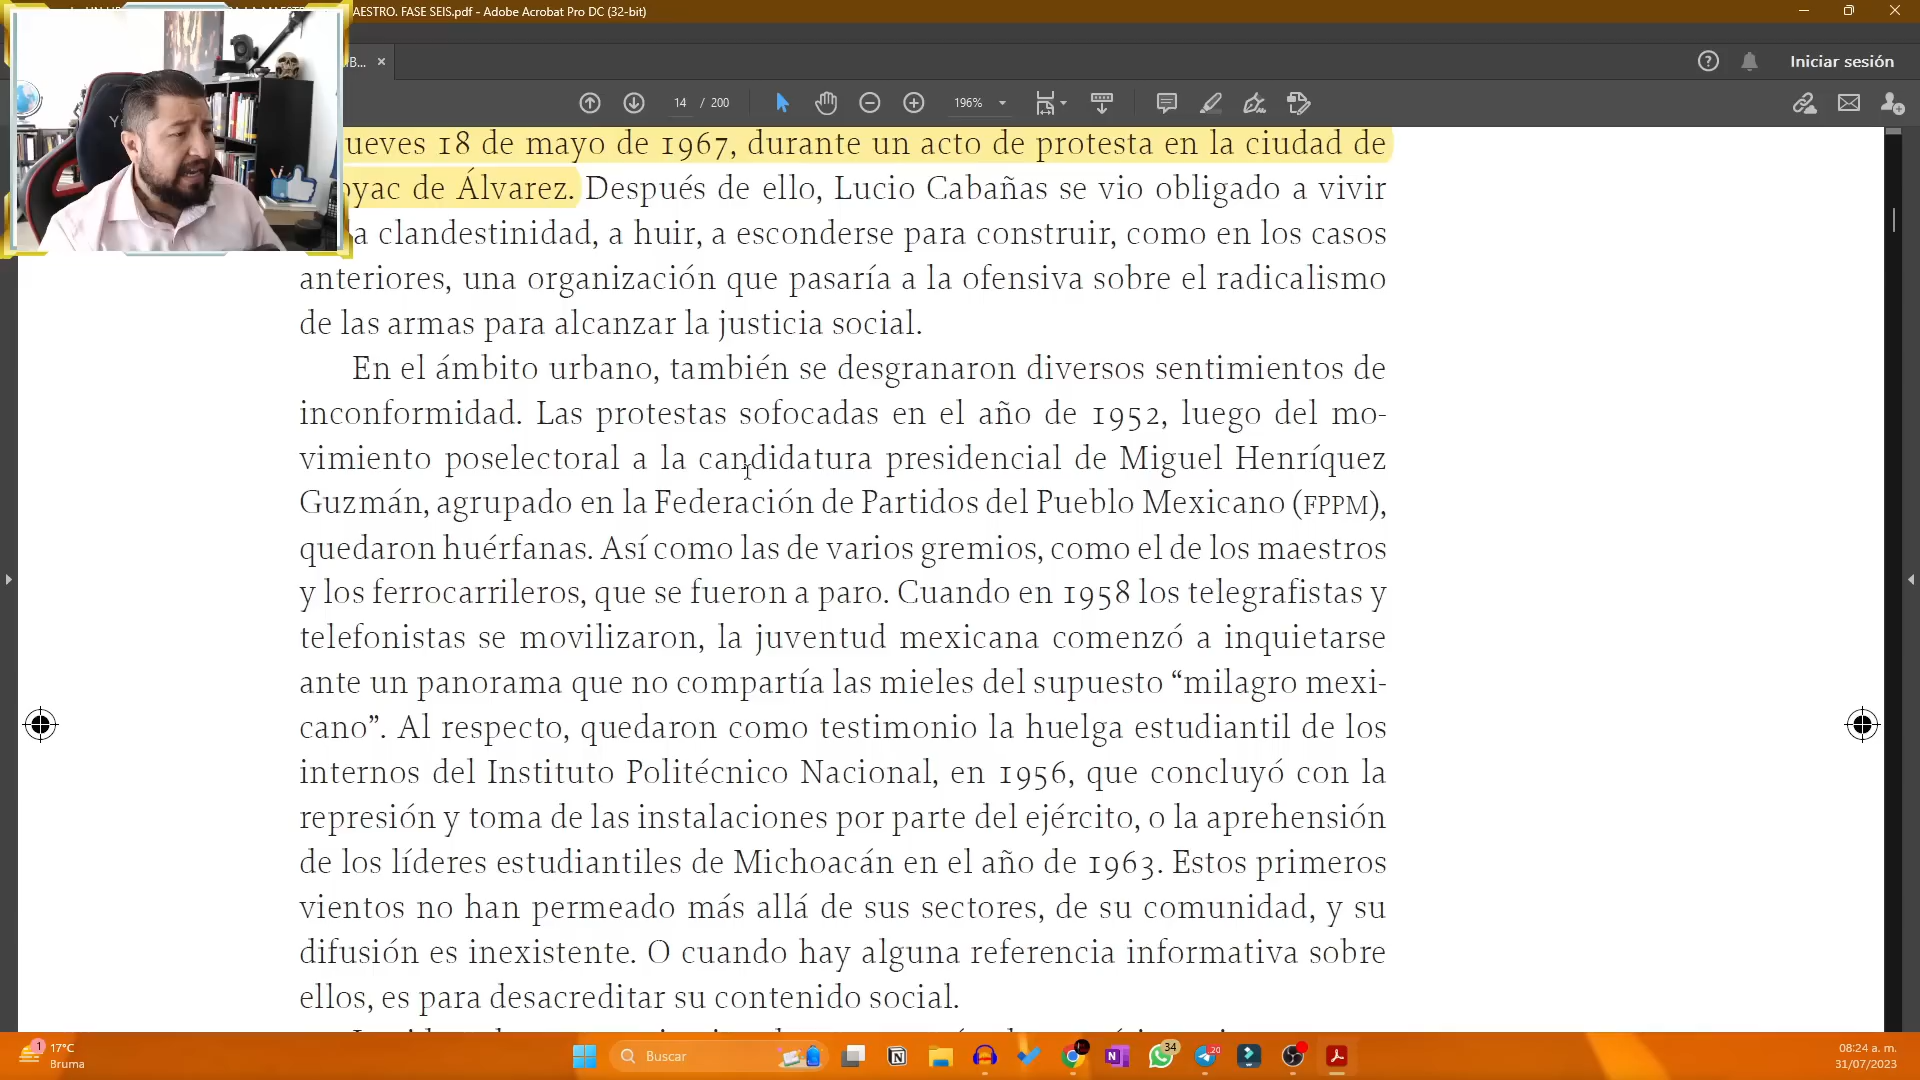 AESTRO. FASE SEIS.pdf - Adobe Acrobat Pro DC (32-bit)
B...
Iniciar sesión
14 / 200
196%
ueves 18 de mayo de 1967, durante un acto de protesta en la ciudad de
oyac de Álvarez. Después de ello, Lucio Cabañas se vio obligado a vivir
a clandestinidad, a huir, a esconderse para construir, como en los casos
anteriores, una organización que pasaría a la ofensiva sobre el radicalismo
de las armas para alcanzar la justicia social.
En el ámbito urbano, también se desgranaron diversos sentimientos de
inconformidad. Las protestas sofocadas en el año de 1952, luego del mo-
vimiento poselectoral a la candidatura presidencial de Miguel Henríquez
Guzmán, agrupado en la Federación de Partidos del Pueblo Mexicano (FPPM),
quedaron huérfanas. Así como las de varios gremios, como el de los maestros
y los ferrocarrileros, que se fueron a paro. Cuando en 1958 los telegrafistas y
telefonistas se movilizaron, la juventud mexicana comenzó a inquietarse
ante un panorama que no compartía las mieles del supuesto “milagro mexi-
cano”. Al respecto, quedaron como testimonio la huelga estudiantil de los
internos del Instituto Politécnico Nacional, en 1956, que concluyó con la
represión y toma de las instalaciones por parte del ejército, o la aprehensión
de los líderes estudiantiles de Michoacán en el año de 1963. Estos primeros
vientos no han permeado más allá de sus sectores, de su comunidad, y su
difusión es inexistente. O cuando hay alguna referencia informativa sobre
ellos, es para desacreditar su contenido social.
1
17°C
Bruma
Buscar
34
20
08:24 a. m.
31/07/2023